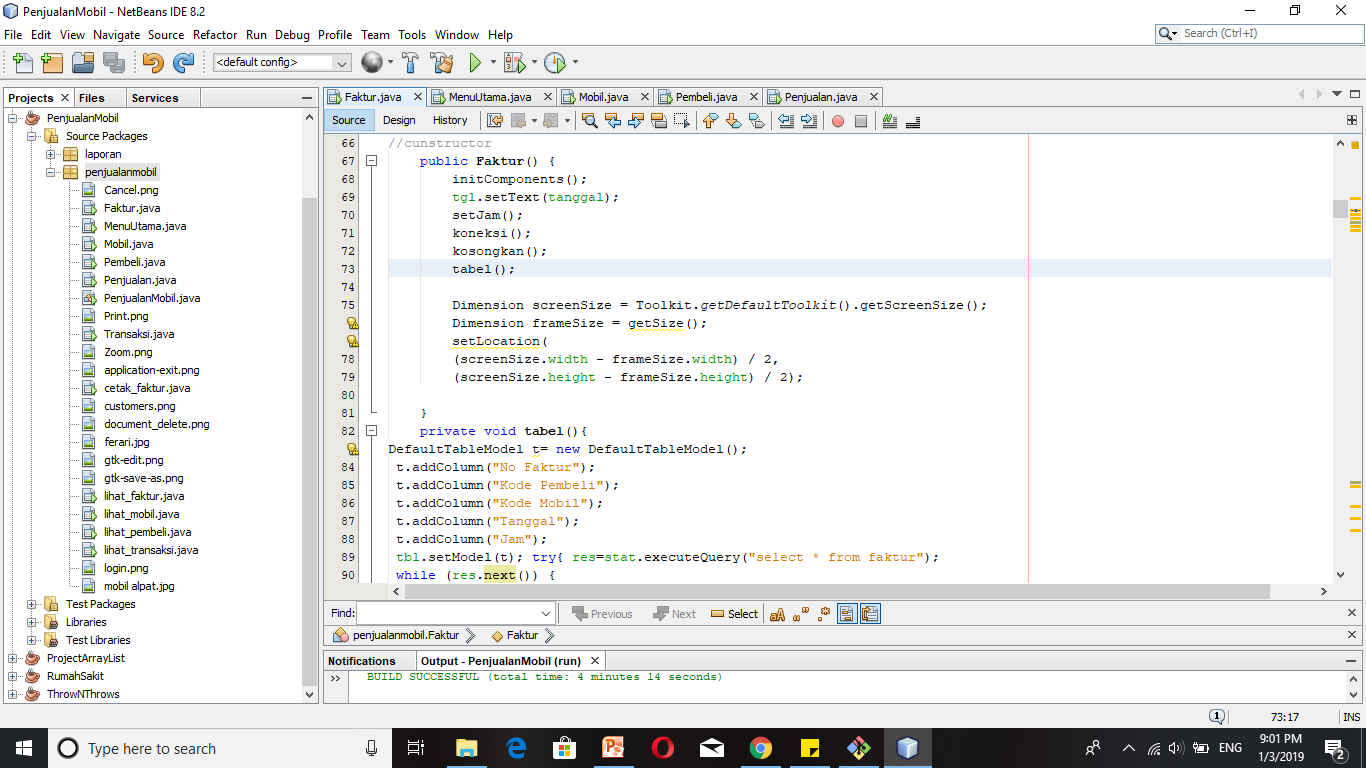 PenjualanMobil - NetBeans IDE 8.2
File Edit View Navigate Source Refactor Run Debug Profile Team Tools Window Help
Search (Ctrl+I)
<default config>
Projects Files Services
PenjualanMobil
Source Packages
laporan
penjualanmobil
Cancel.png
Faktur.java
MenuUtama.java
Mobil.java
Pembeli.java
Penjualan.java
PenjualanMobil.java
Print.png
Transaksi.java
Zoom.png
application-exit.png
cetak_faktur.java
customers.png
document_delete.png
ferari.jpg
gtk-edit.png
gtk-save-as.png
lihat_faktur.java
lihat_mobil.java
lihat_pembeli.java
lihat_transaksi.java
login.png
mobil alpat.jpg
Test Packages
Libraries
Test Libraries
ProjectArrayList
RumahSakit
ThrowNThrows
Faktur.java MenuUtama.java Mobil.java Pembeli.java Penjualan.java
Source Design History
66 //cunstructor
67 public Faktur() {
68 initComponents();
69 tgl.setText(tanggal);
70 setJam();
71 koneksi();
72 kosongkan();
73 tabel();
74
75 Dimension screenSize = Toolkit.getDefaultToolkit().getScreenSize();
Dimension frameSize = getSize();
setLocation(
78 (screenSize.width - frameSize.width) / 2,
79 (screenSize.height - frameSize.height) / 2);
80
81 }
82 private void tabel(){
DefaultTableModel t= new DefaultTableModel();
84 t.addColumn("No Faktur");
85 t.addColumn("Kode Pembeli");
86 t.addColumn("Kode Mobil");
87 t.addColumn("Tanggal");
88 t.addColumn("Jam");
89 tbl.setModel(t); try{ res=stat.executeQuery("select * from faktur");
90 while (res.next()) {
Find: Previous Next Select
penjualanmobil.Faktur Faktur
Notifications Output - PenjualanMobil (run)
BUILD SUCCESSFUL (total time: 4 minutes 14 seconds)
1 73:17 INS
Type here to search
ENG
9:01 PM
1/3/2019
2